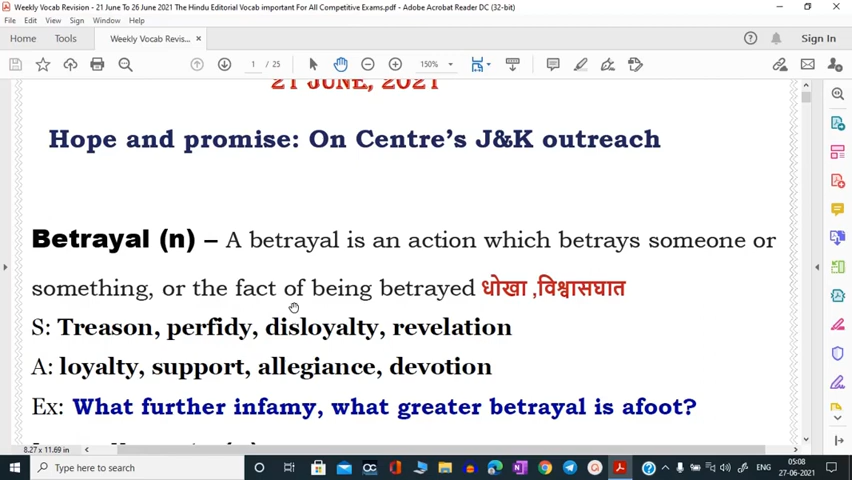 Weekly Vocab Revision - 21 June To 26 June 2021 The Hindu Editorial Vocab important For All Competitive Exams.pdf - Adobe Acrobat Reader DC (32-bit)
File Edit View Sign Window Help
Home Tools Weekly Vocab Revis... × Sign In
1 / 25 150%
21 JUNE, 2021
Hope and promise: On Centre's J&K outreach
Betrayal (n) – A betrayal is an action which betrays someone or
something, or the fact of being betrayed धोखा ,विश्वासघात
S: Treason, perfidy, disloyalty, revelation
A: loyalty, support, allegiance, devotion
Ex: What further infamy, what greater betrayal is afoot?
8.27 x 11.69 in
Type here to search
ENG
05:08
27-06-2021